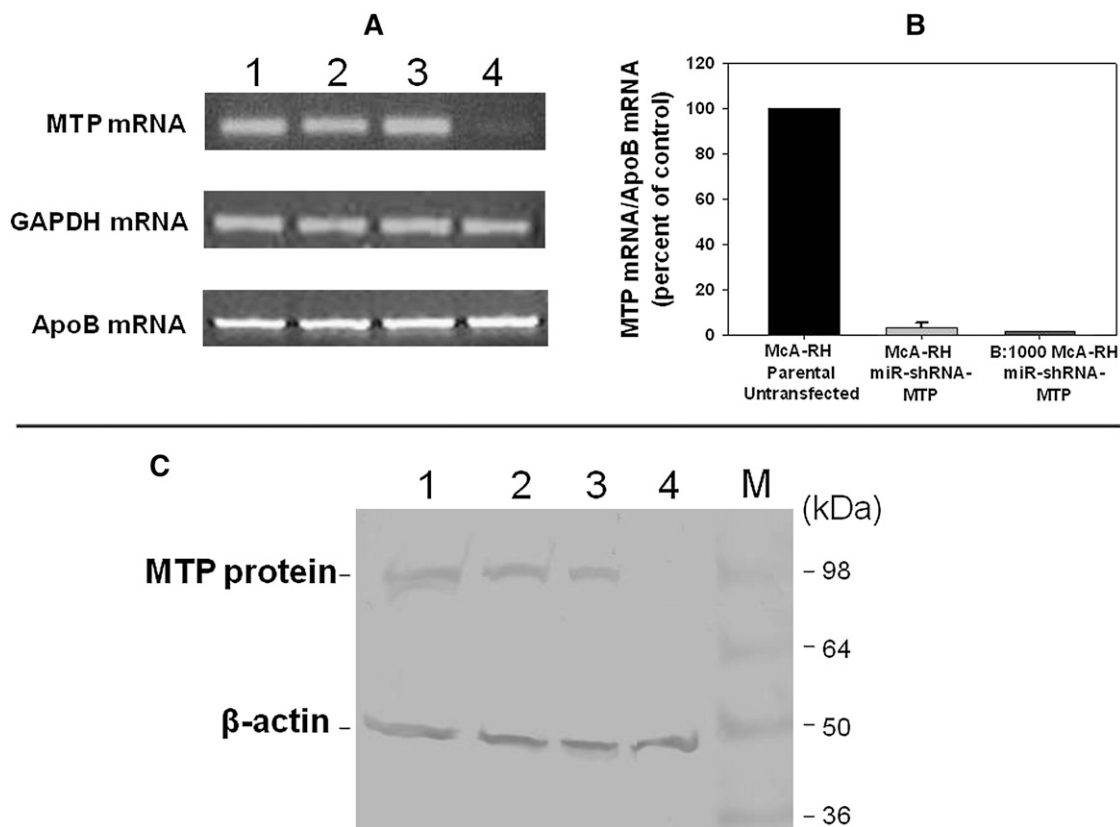 A
1 2 3 4
MTP mRNA
GAPDH mRNA
ApoB mRNA
B
MTP mRNA/ApoB mRNA
(percent of control)
120
100
80
60
40
20
0
McA-RH
Parental
Untransfected
McA-RH
miR-shRNA-
MTP
B:1000 McA-RH
miR-shRNA-
MTP
C
1 2 3 4 M (kDa)
MTP protein-
β-actin -
- 98
- 64
- 50
- 36